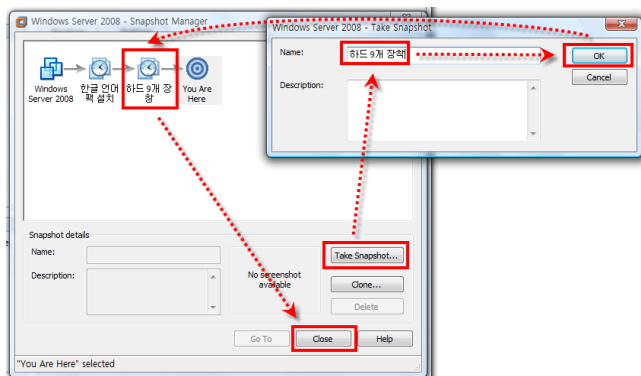 Windows Server 2008 - Snapshot Manager
Windows Server 2008
한글 언어 팩 설치
하드 9개 장착
You Are Here
Snapshot details
Name:
Description:
No screenshot available
Take Snapshot...
Clone...
Delete
Go To
Close
Help
"You Are Here" selected
Windows Server 2008 - Take Snapshot
Name:
하드 9개 장착
OK
Description:
Cancel